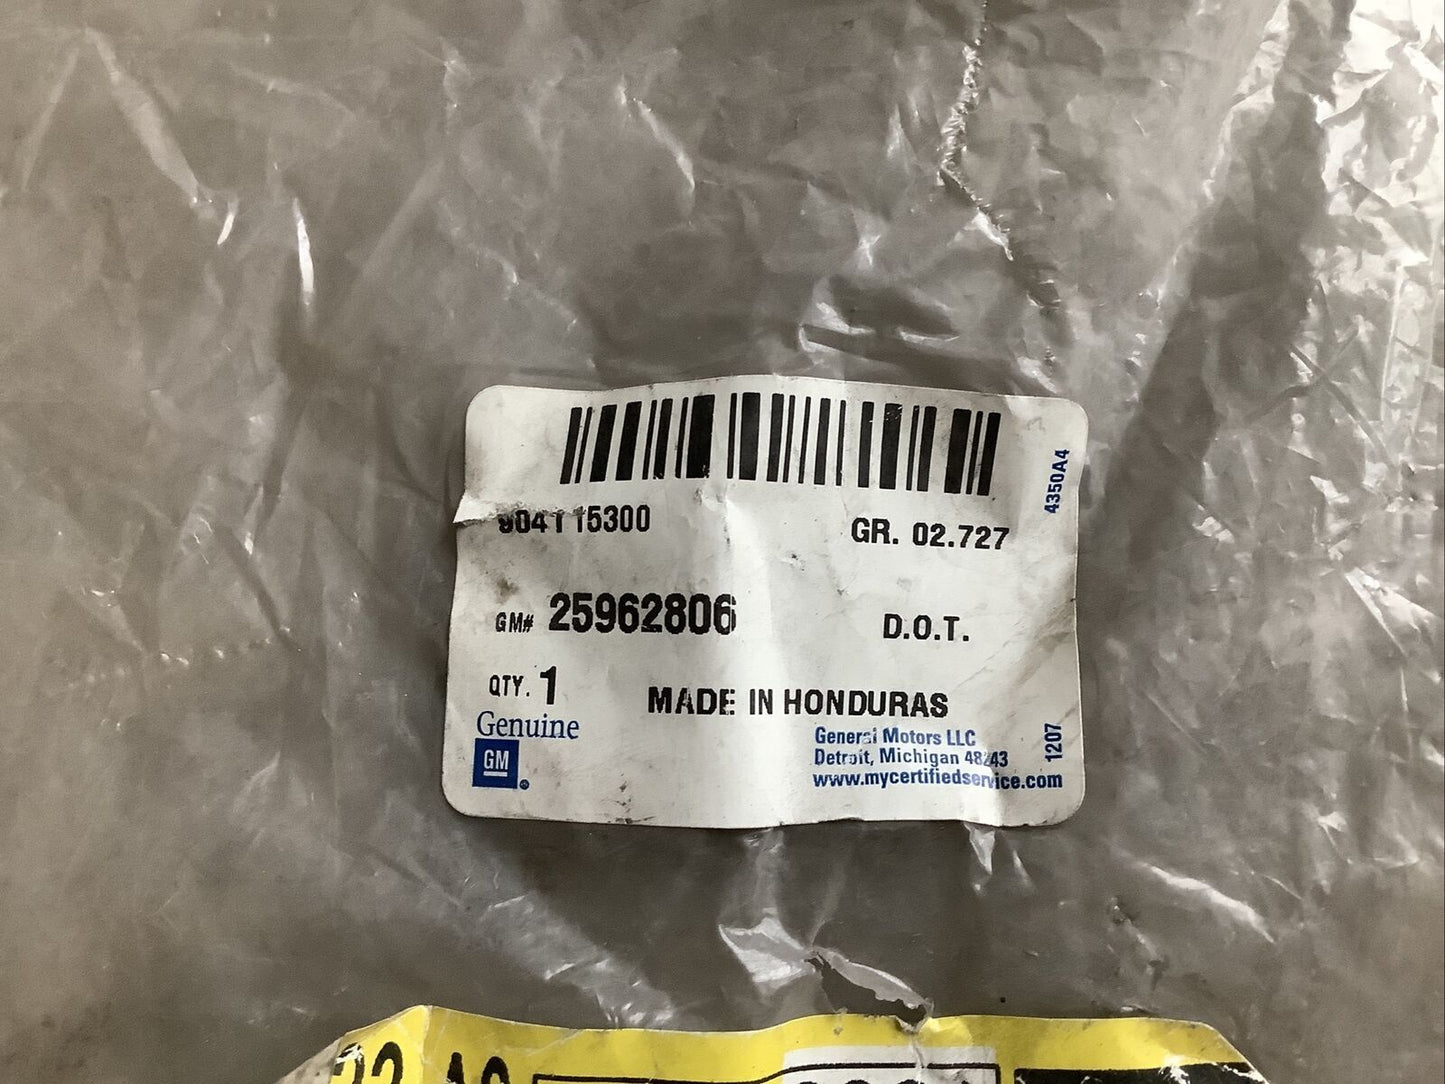 904115300
GR. 02.727
4350A4
GM# 25962806
D.O.T.
QTY. 1
MADE IN HONDURAS
Genuine
GM
General Motors LLC
Detroit, Michigan 48243
www.mycertifiedservice.com
1207